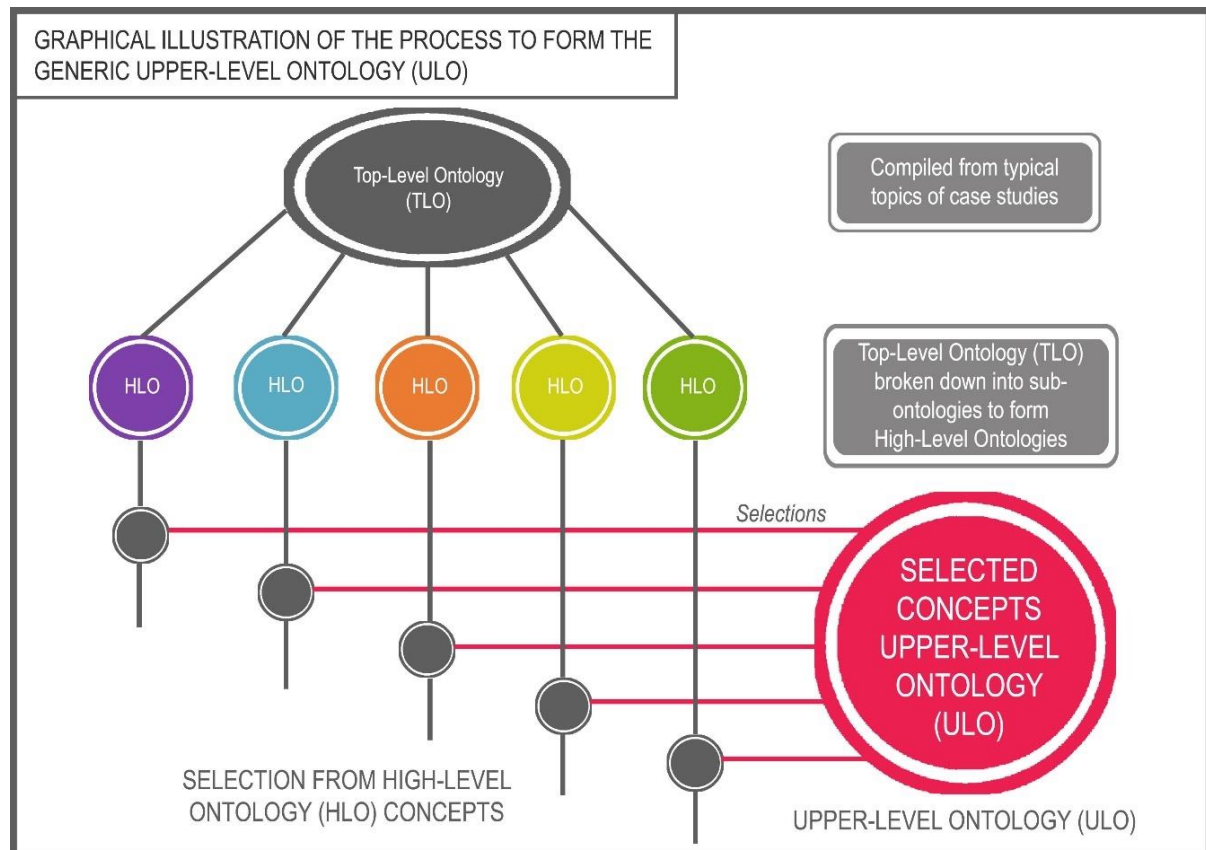 GRAPHICAL ILLUSTRATION OF THE PROCESS TO FORM THE
GENERIC UPPER-LEVEL ONTOLOGY (ULO)
Top-Level Ontology
(TLO)
Compiled from typical
topics of case studies
HLO
HLO
HLO
HLO
HLO
Top-Level Ontology (TLO)
broken down into sub-
ontologies to form
High-Level Ontologies
Selections
SELECTED
CONCEPTS
UPPER-LEVEL
ONTOLOGY
(ULO)
SELECTION FROM HIGH-LEVEL
ONTOLOGY (HLO) CONCEPTS
UPPER-LEVEL ONTOLOGY (ULO)